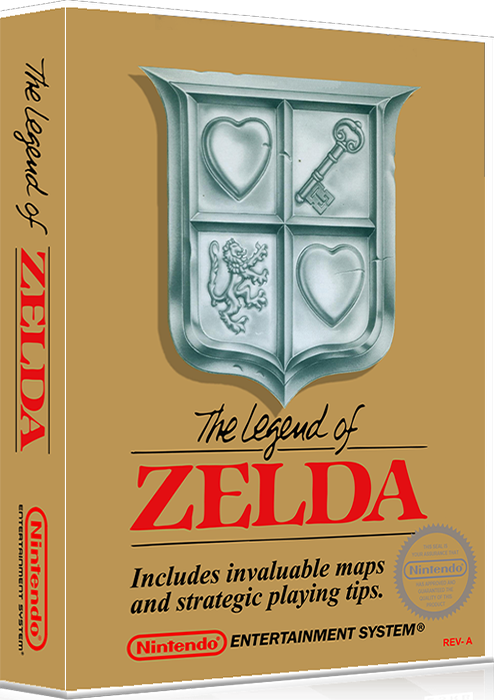 The Legend of
ZELDA
Nintendo
ENTERTAINMENT SYSTEM®
The Legend of
ZELDA
Includes invaluable maps
and strategic playing tips.
Nintendo®
ENTERTAINMENT SYSTEM®
Nintendo
REV-A